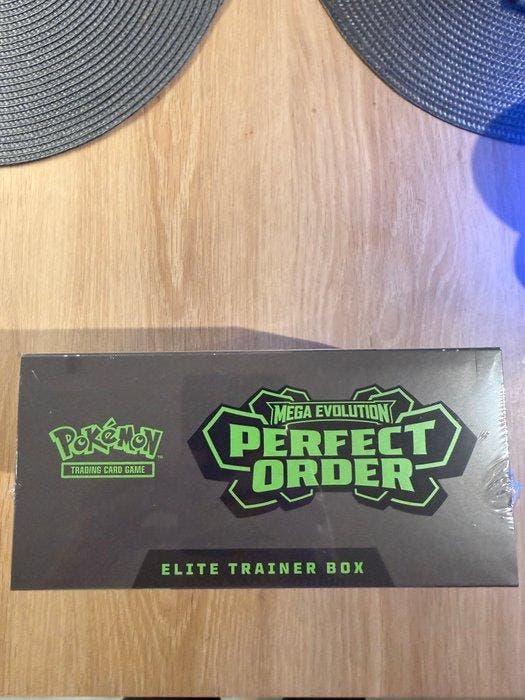 Pokémon
TRADING CARD GAME
MEGA EVOLUTION
PERFECT
ORDER
ELITE TRAINER BOX